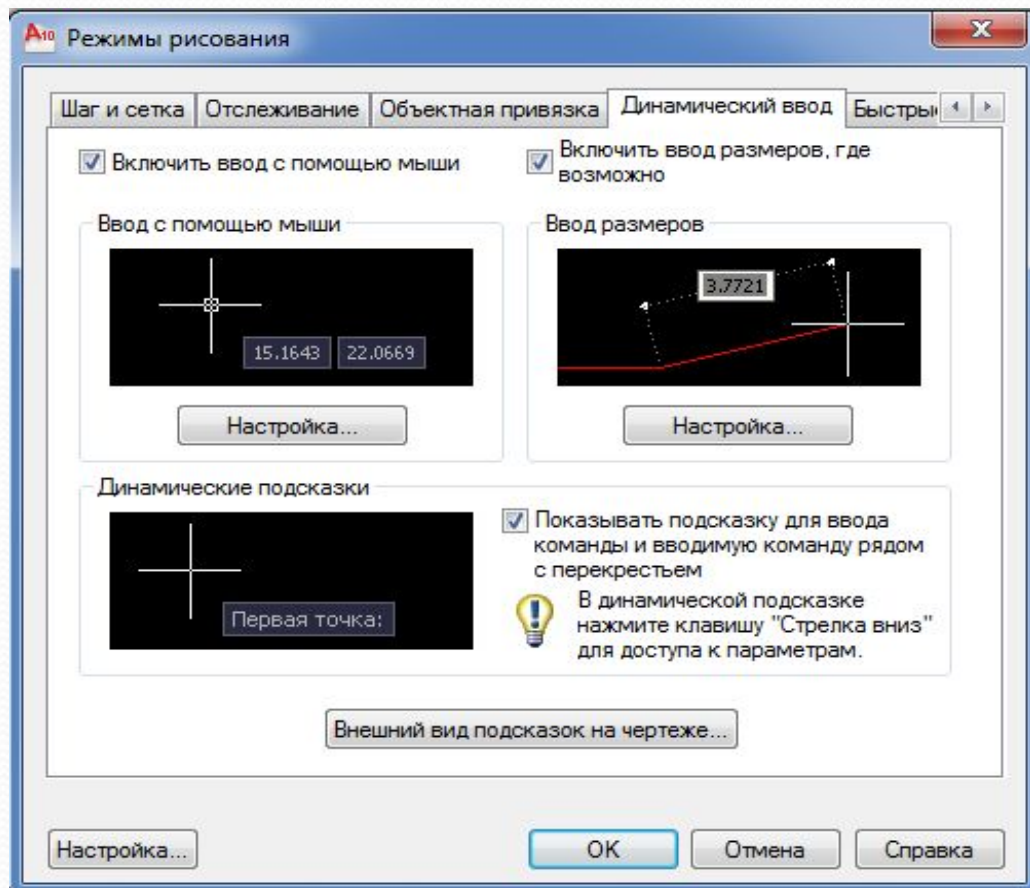 A10 Режимы рисования
Шаг и сетка Отслеживание Объектная привязка Динамический ввод Быстрые
Включить ввод с помощью мыши
Включить ввод размеров, где
возможно
Ввод с помощью мыши
15.1643 22.0669
Настройка...
Ввод размеров
3.7721
Настройка...
Динамические подсказки
Первая точка:
Показывать подсказку для ввода
команды и вводимую команду рядом
с перекрестьем
В динамической подсказке
нажмите клавишу "Стрелка вниз"
для доступа к параметрам.
Внешний вид подсказок на чертеже...
Настройка... OK Отмена Справка